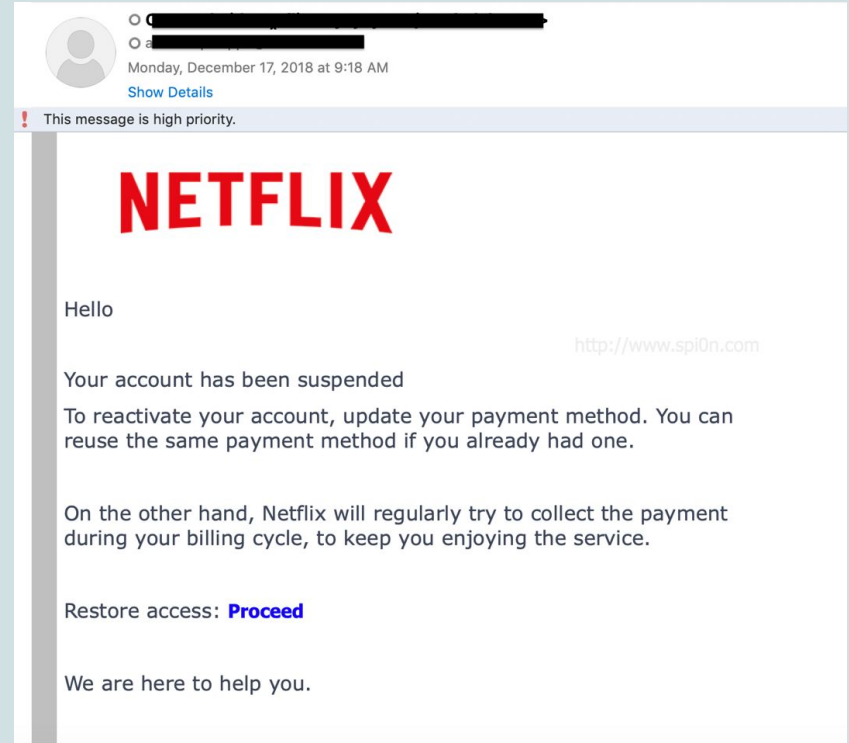 Monday, December 17, 2018 at 9:18 AM
Show Details
! This message is high priority.
NETFLIX
Hello
http://www.spi0n.com
Your account has been suspended
To reactivate your account, update your payment method. You can
reuse the same payment method if you already had one.
On the other hand, Netflix will regularly try to collect the payment
during your billing cycle, to keep you enjoying the service.
Restore access: Proceed
We are here to help you.